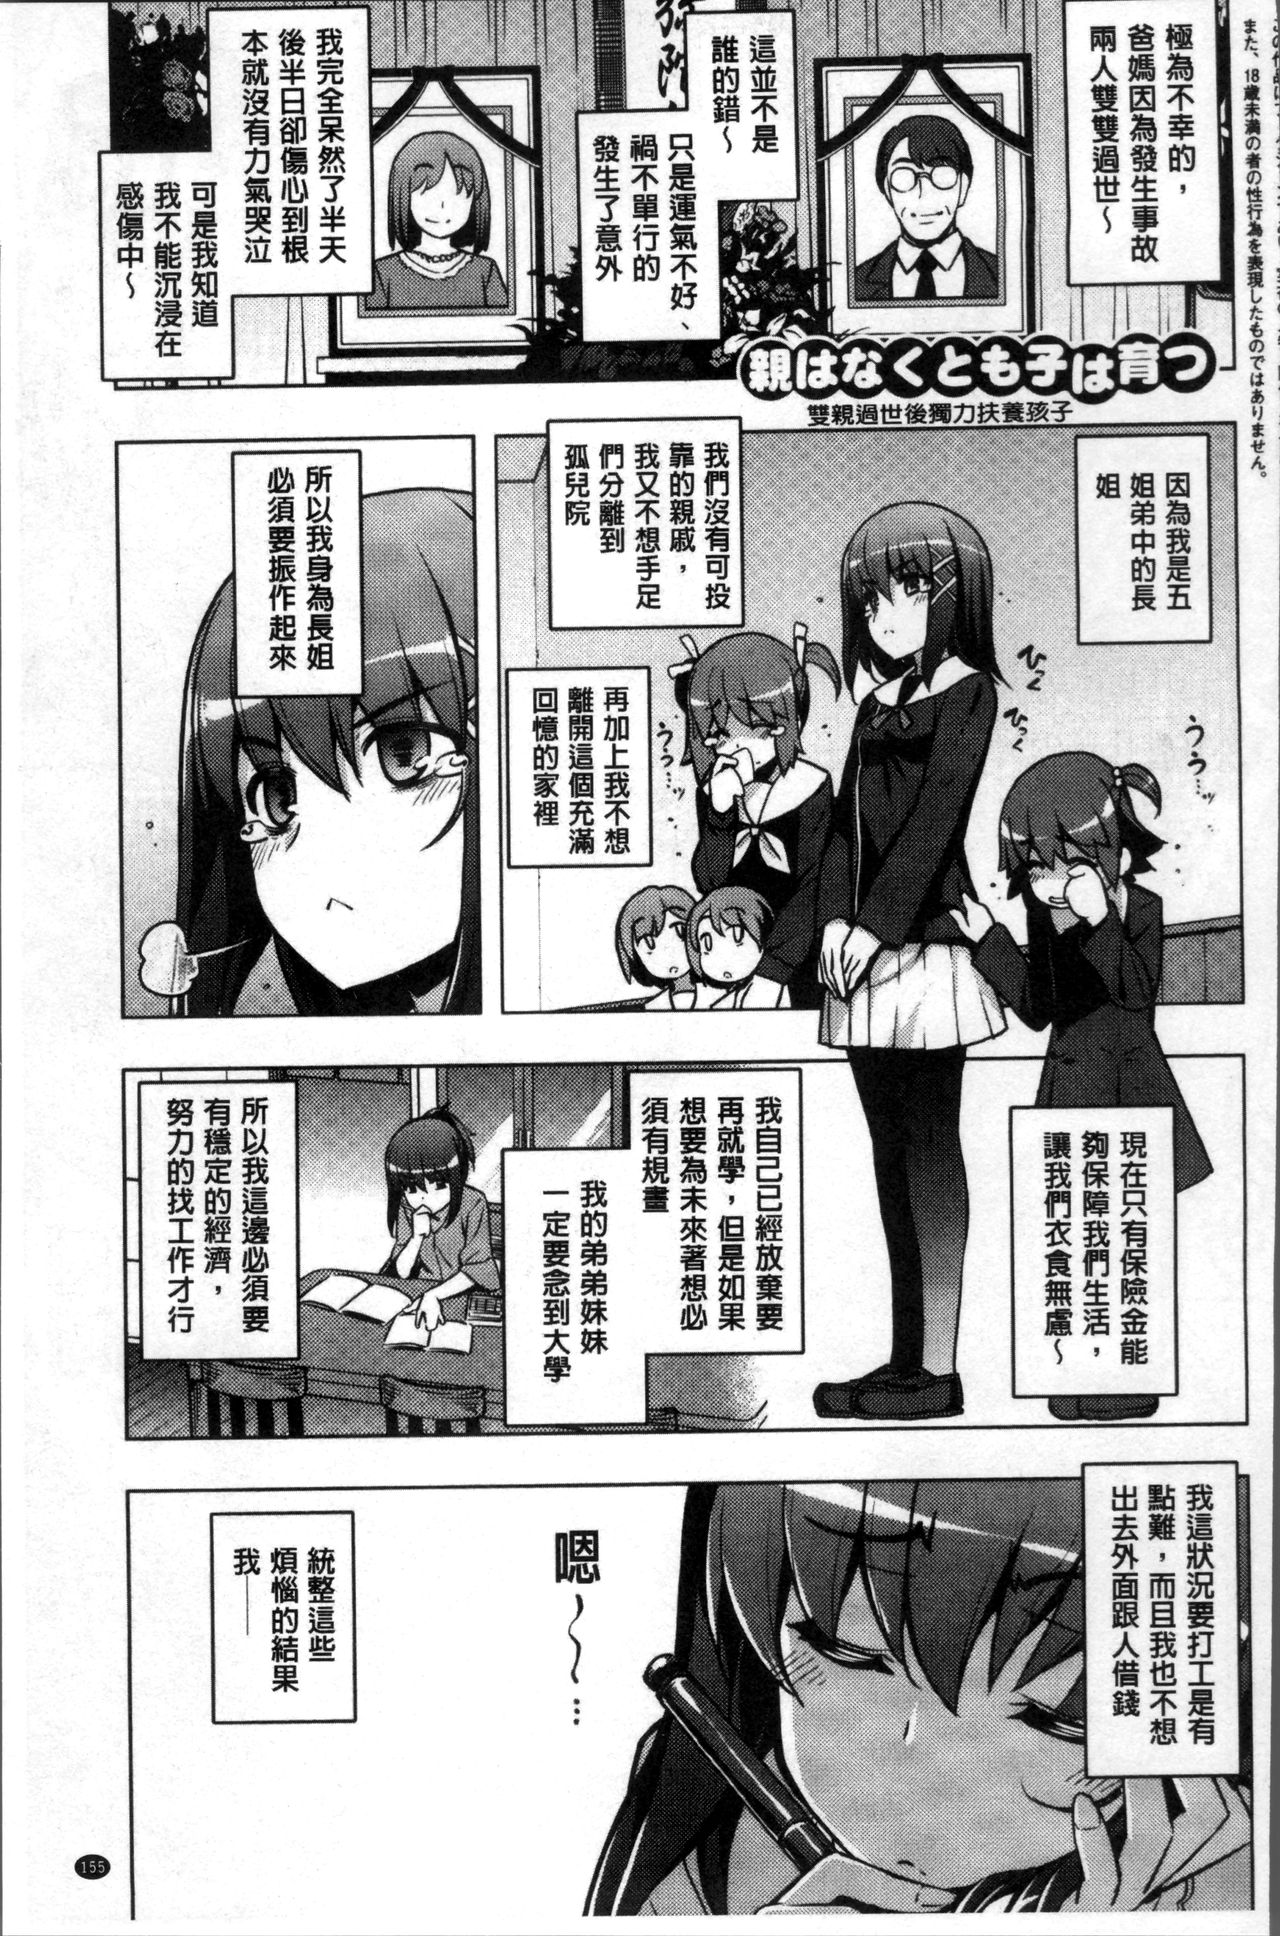 また、18歳未満の者の性行為を表現したものではありません。
極為不幸的，
爸媽因為發生事故
兩人雙雙過世～
這並不是
誰的錯～
只是運氣不好、
禍不單行的
發生了意外
我完全呆然了半天
後半日卻傷心到根
本就沒有力氣哭泣
可是我知道
我不能沉浸在
感傷中～
親はなくとも子は育つ
雙親過世後獨力扶養孩子
因為我是五
姐弟中的長
姐
我們沒有可投
靠的親戚，
我又不想手足
們分離到
孤兒院
再加上我不想
離開這個充滿
回憶的家裡
ひっく
ひっく
うぅ…ッ
うぅ…ッ
所以我身為長姐
必須要振作起來
現在只有保險金能
夠保障我們生活，
讓我們衣食無慮～
我自己已經放棄要
再就學，但是如果
想要為未來著想必
須有規畫
我的弟弟妹妹
一定要念到大學
所以我這邊必須要
有穩定的經濟，
努力的找工作才行
我這狀況要打工是有
點難，而且我也不想
出去外面跟人借錢
嗯～…
統整這些
煩惱的結果
我──
155